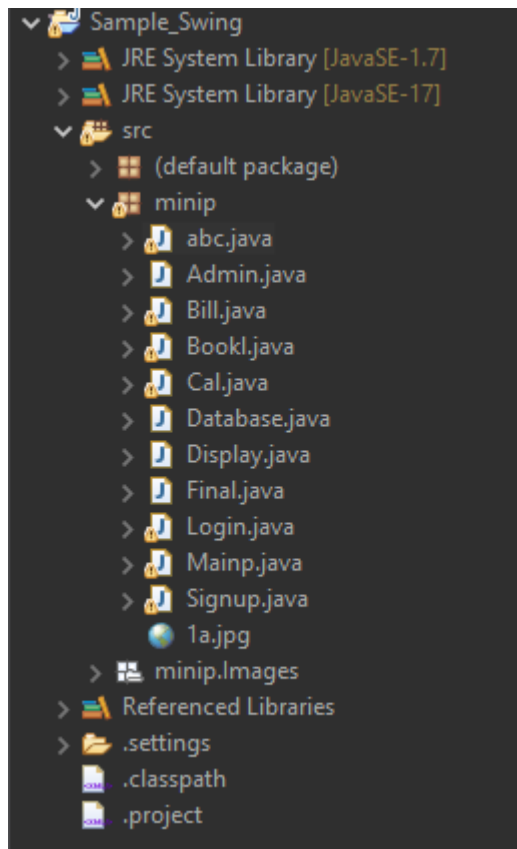 Sample_Swing
JRE System Library [JavaSE-1.7]
JRE System Library [JavaSE-17]
src
(default package)
minip
abc.java
Admin.java
Bill.java
Bookl.java
Cal.java
Database.java
Display.java
Final.java
Login.java
Mainp.java
Signup.java
1a.jpg
minip.Images
Referenced Libraries
.settings
.classpath
.project